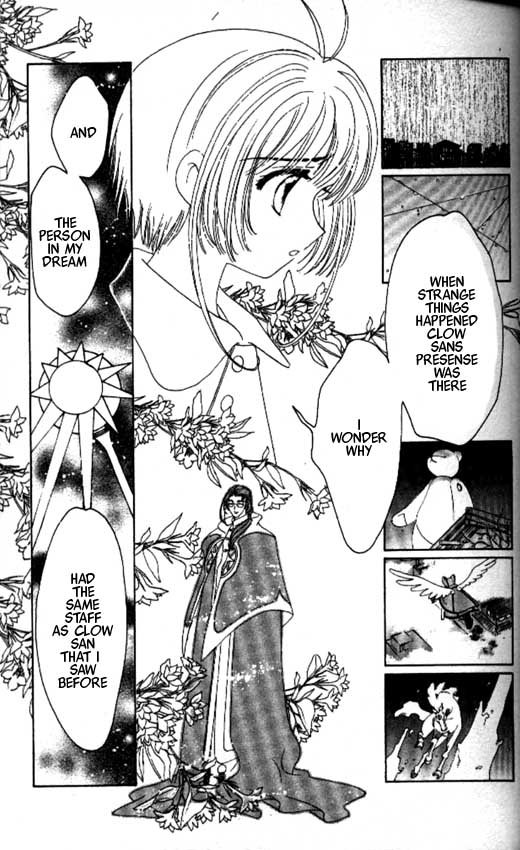 WHEN
STRANGE
THINGS
HAPPENED
CLOW
SANS
PRESENSE
WAS
THERE
I
WONDER
WHY
AND
THE
PERSON
IN MY
DREAM
HAD
THE
SAME
STAFF
AS CLOW
SAN
THAT I
SAW
BEFORE